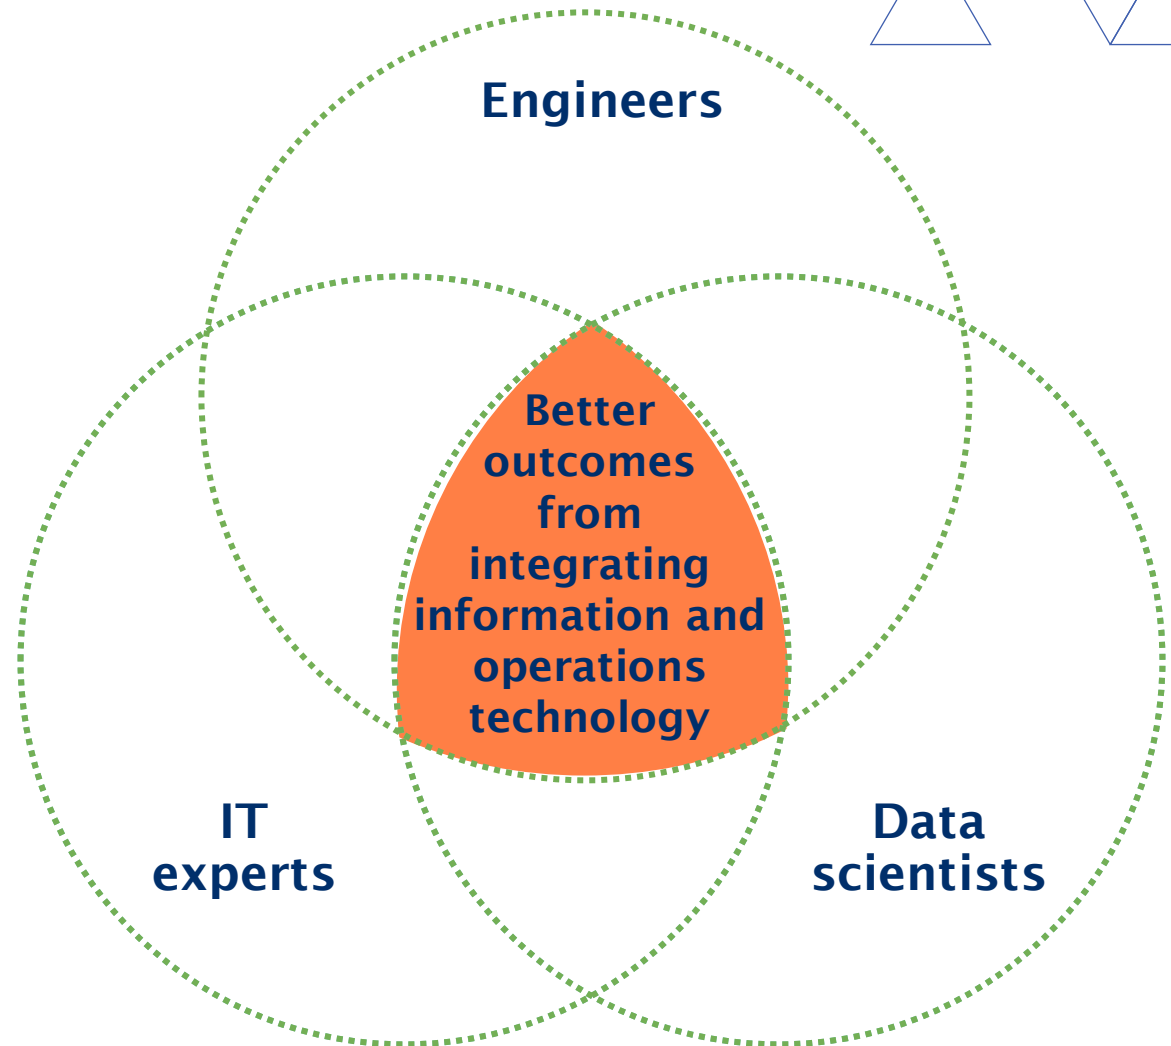 Engineers
Better
outcomes
from
integrating
information and
operations
technology
IT
experts
Data
scientists